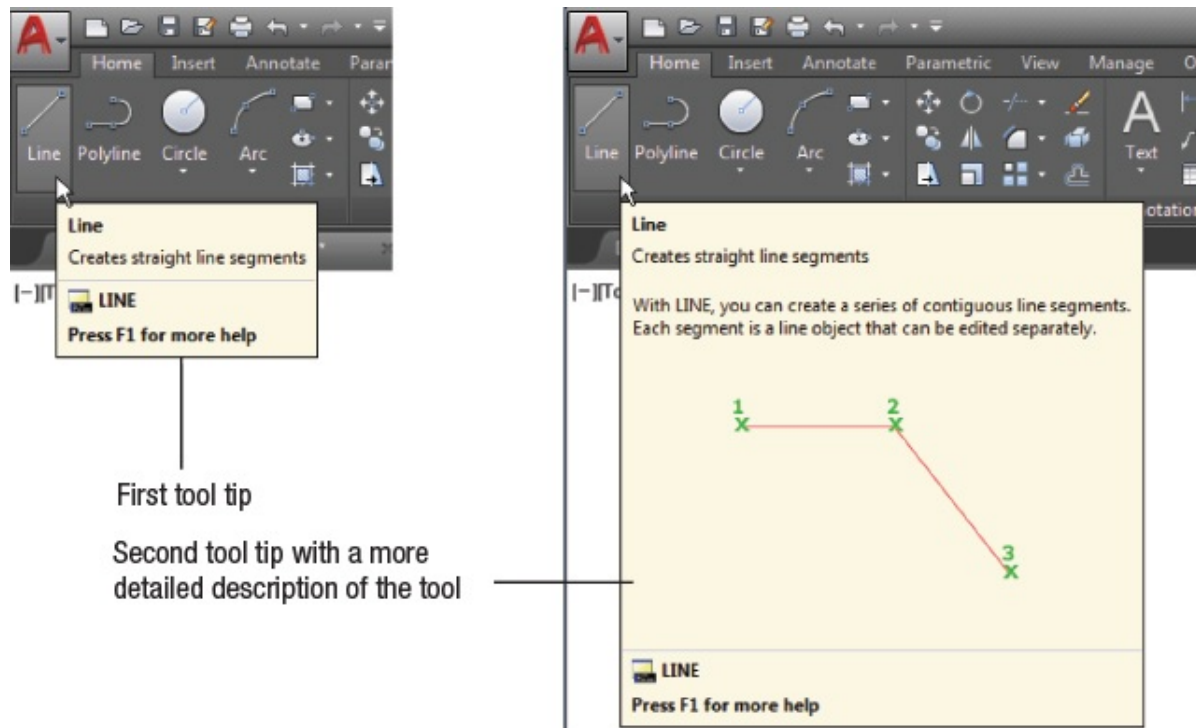 Home Insert Annotate Parar
Line Polyline Circle Arc
Line
Creates straight line segments
LINE
Press F1 for more help
[−][T
First tool tip
Second tool tip with a more
detailed description of the tool
Home Insert Annotate Parametric View Manage O
Line Polyline Circle Arc Text
otation
Line
Creates straight line segments
[−][To
With LINE, you can create a series of contiguous line segments.
Each segment is a line object that can be edited separately.
1 2
3
LINE
Press F1 for more help